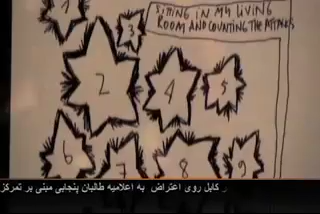 SITTING IN MY LIVING
ROOM AND COUNTING THE ATTACKS
3
2
4
5
6
7
8
9
کابل روی اعتراض به اعلامیه طالبان پنجابی مبنی بر تمرکز